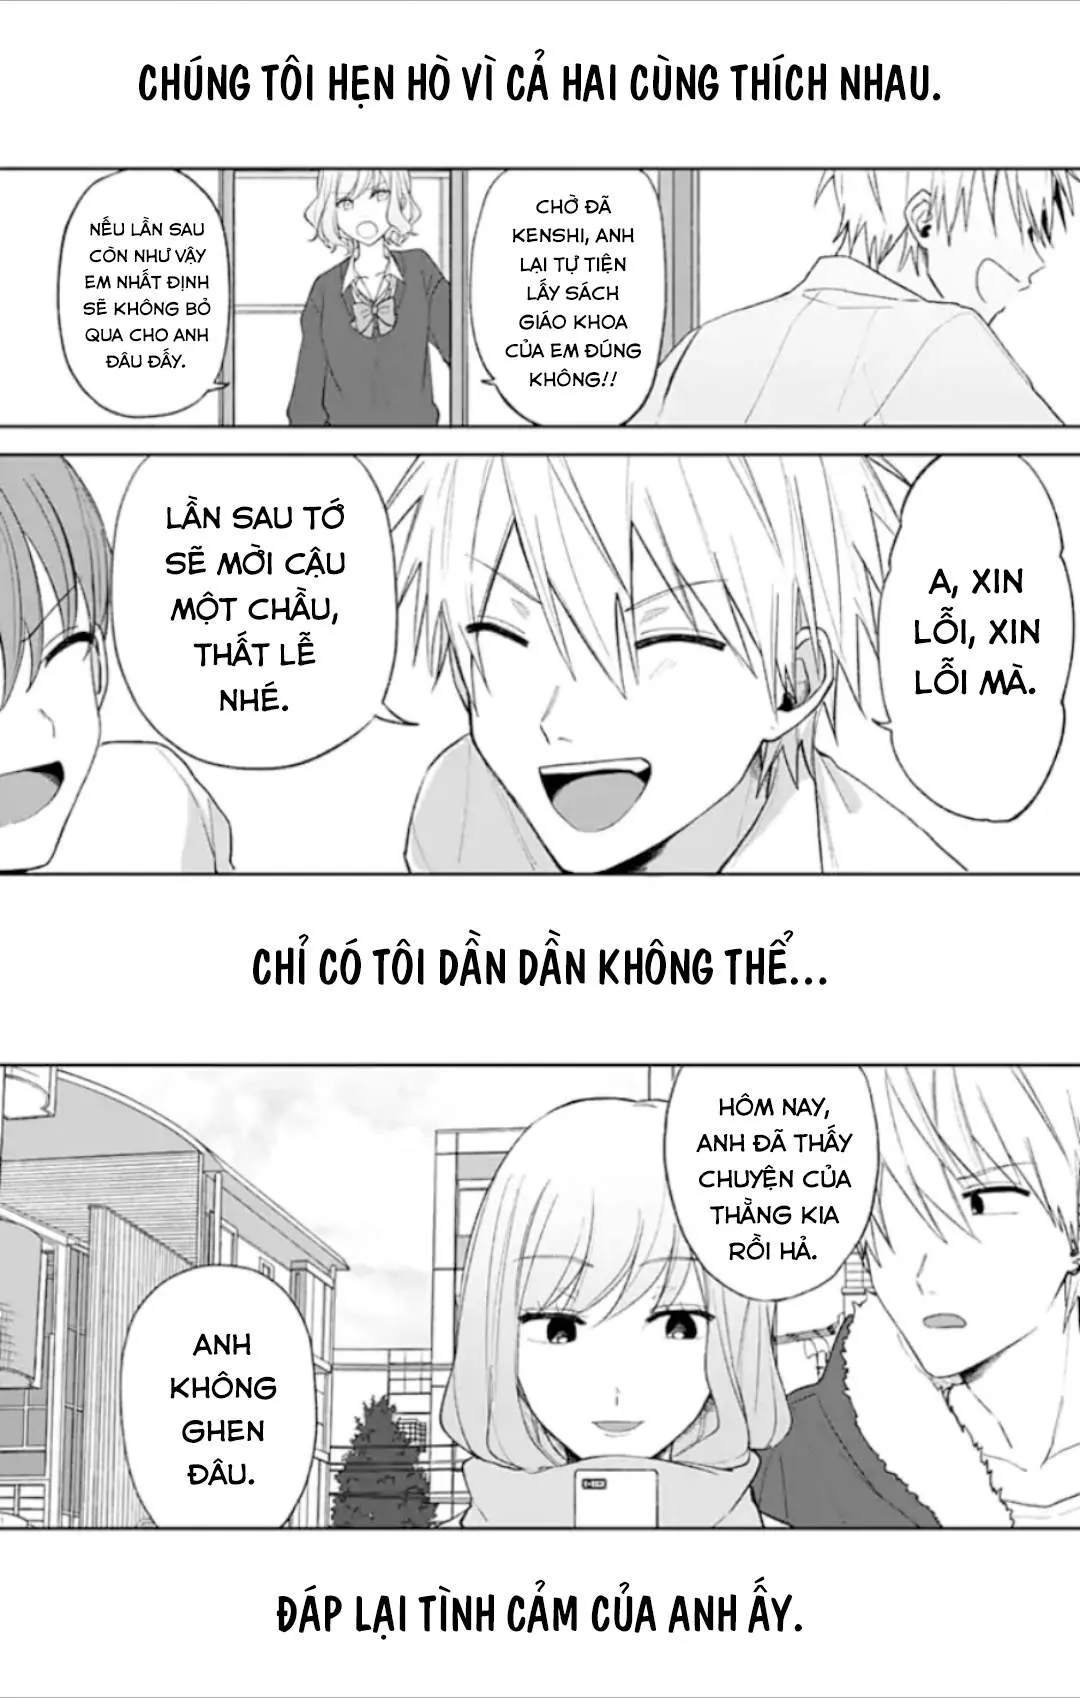 CHÚNG TÔI HẸN HÒ VÌ CẢ HAI CÙNG THÍCH NHAU.
CHỜ ĐÃ
KENSHI, ANH
LẠI TỰ TIỆN
LẤY SÁCH
GIÁO KHOA
CỦA EM ĐÚNG
KHÔNG!!
NẾU LẦN SAU
CÒN NHƯ VẬY
EM NHẤT ĐỊNH
SẼ KHÔNG BỎ
QUA CHO ANH
ĐÂU ĐẤY.
A, XIN
LỖI, XIN
LỖI MÀ.
LẦN SAU TỚ
SẼ MỜI CẬU
MỘT CHẦU,
THẤT LỄ
NHÉ.
CHỈ CÓ TÔI DẦN DẦN KHÔNG THỂ...
HÔM NAY,
ANH ĐÃ THẤY
CHUYỆN CỦA
THẰNG KIA
RỒI HẢ.
ANH
KHÔNG
GHEN
ĐÂU.
ĐÁP LẠI TÌNH CẢM CỦA ANH ẤY.